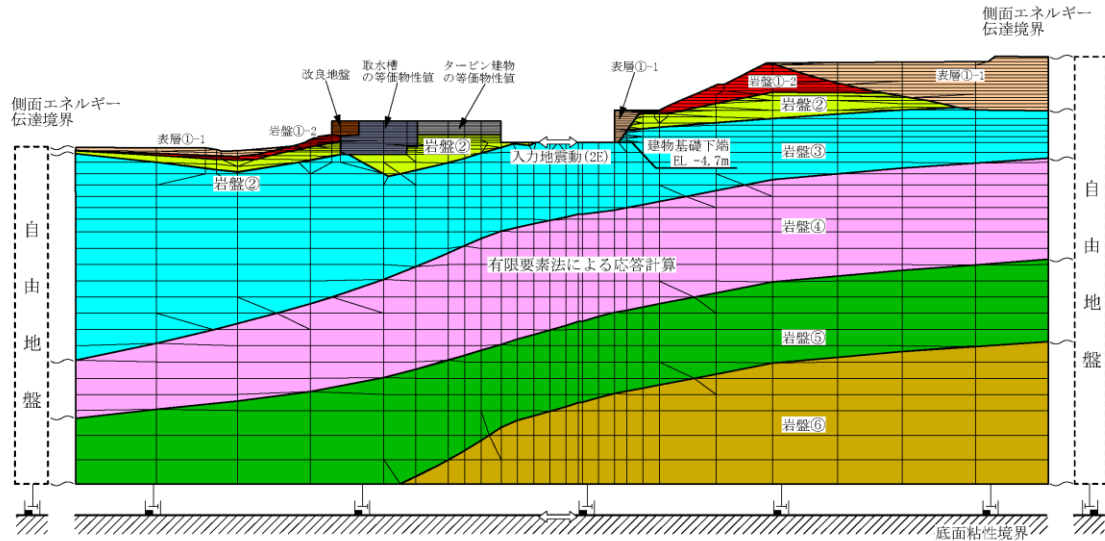 側面エネルギー
伝達境界
取水槽
の等価物性値
タービン建物
の等価物性値
改良地盤
表層①-1
岩盤①-2
表層①-1
岩盤②
側面エネルギー
伝達境界
表層①-1
岩盤①-2
岩盤②
岩盤②
入力地震動(2E)
建物基礎下端
EL -4.7m
岩盤③
岩盤④
有限要素法による応答計算
岩盤⑤
岩盤⑥
自由地盤
自由地盤
底面粘性境界